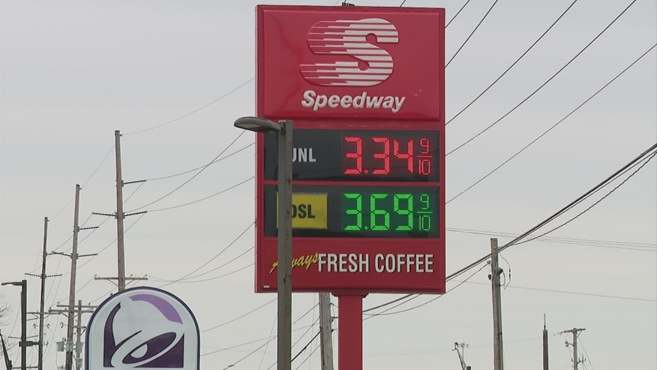 Speedway
UNL 3.34 9/10
DSL 3.69 9/10
Always FRESH COFFEE